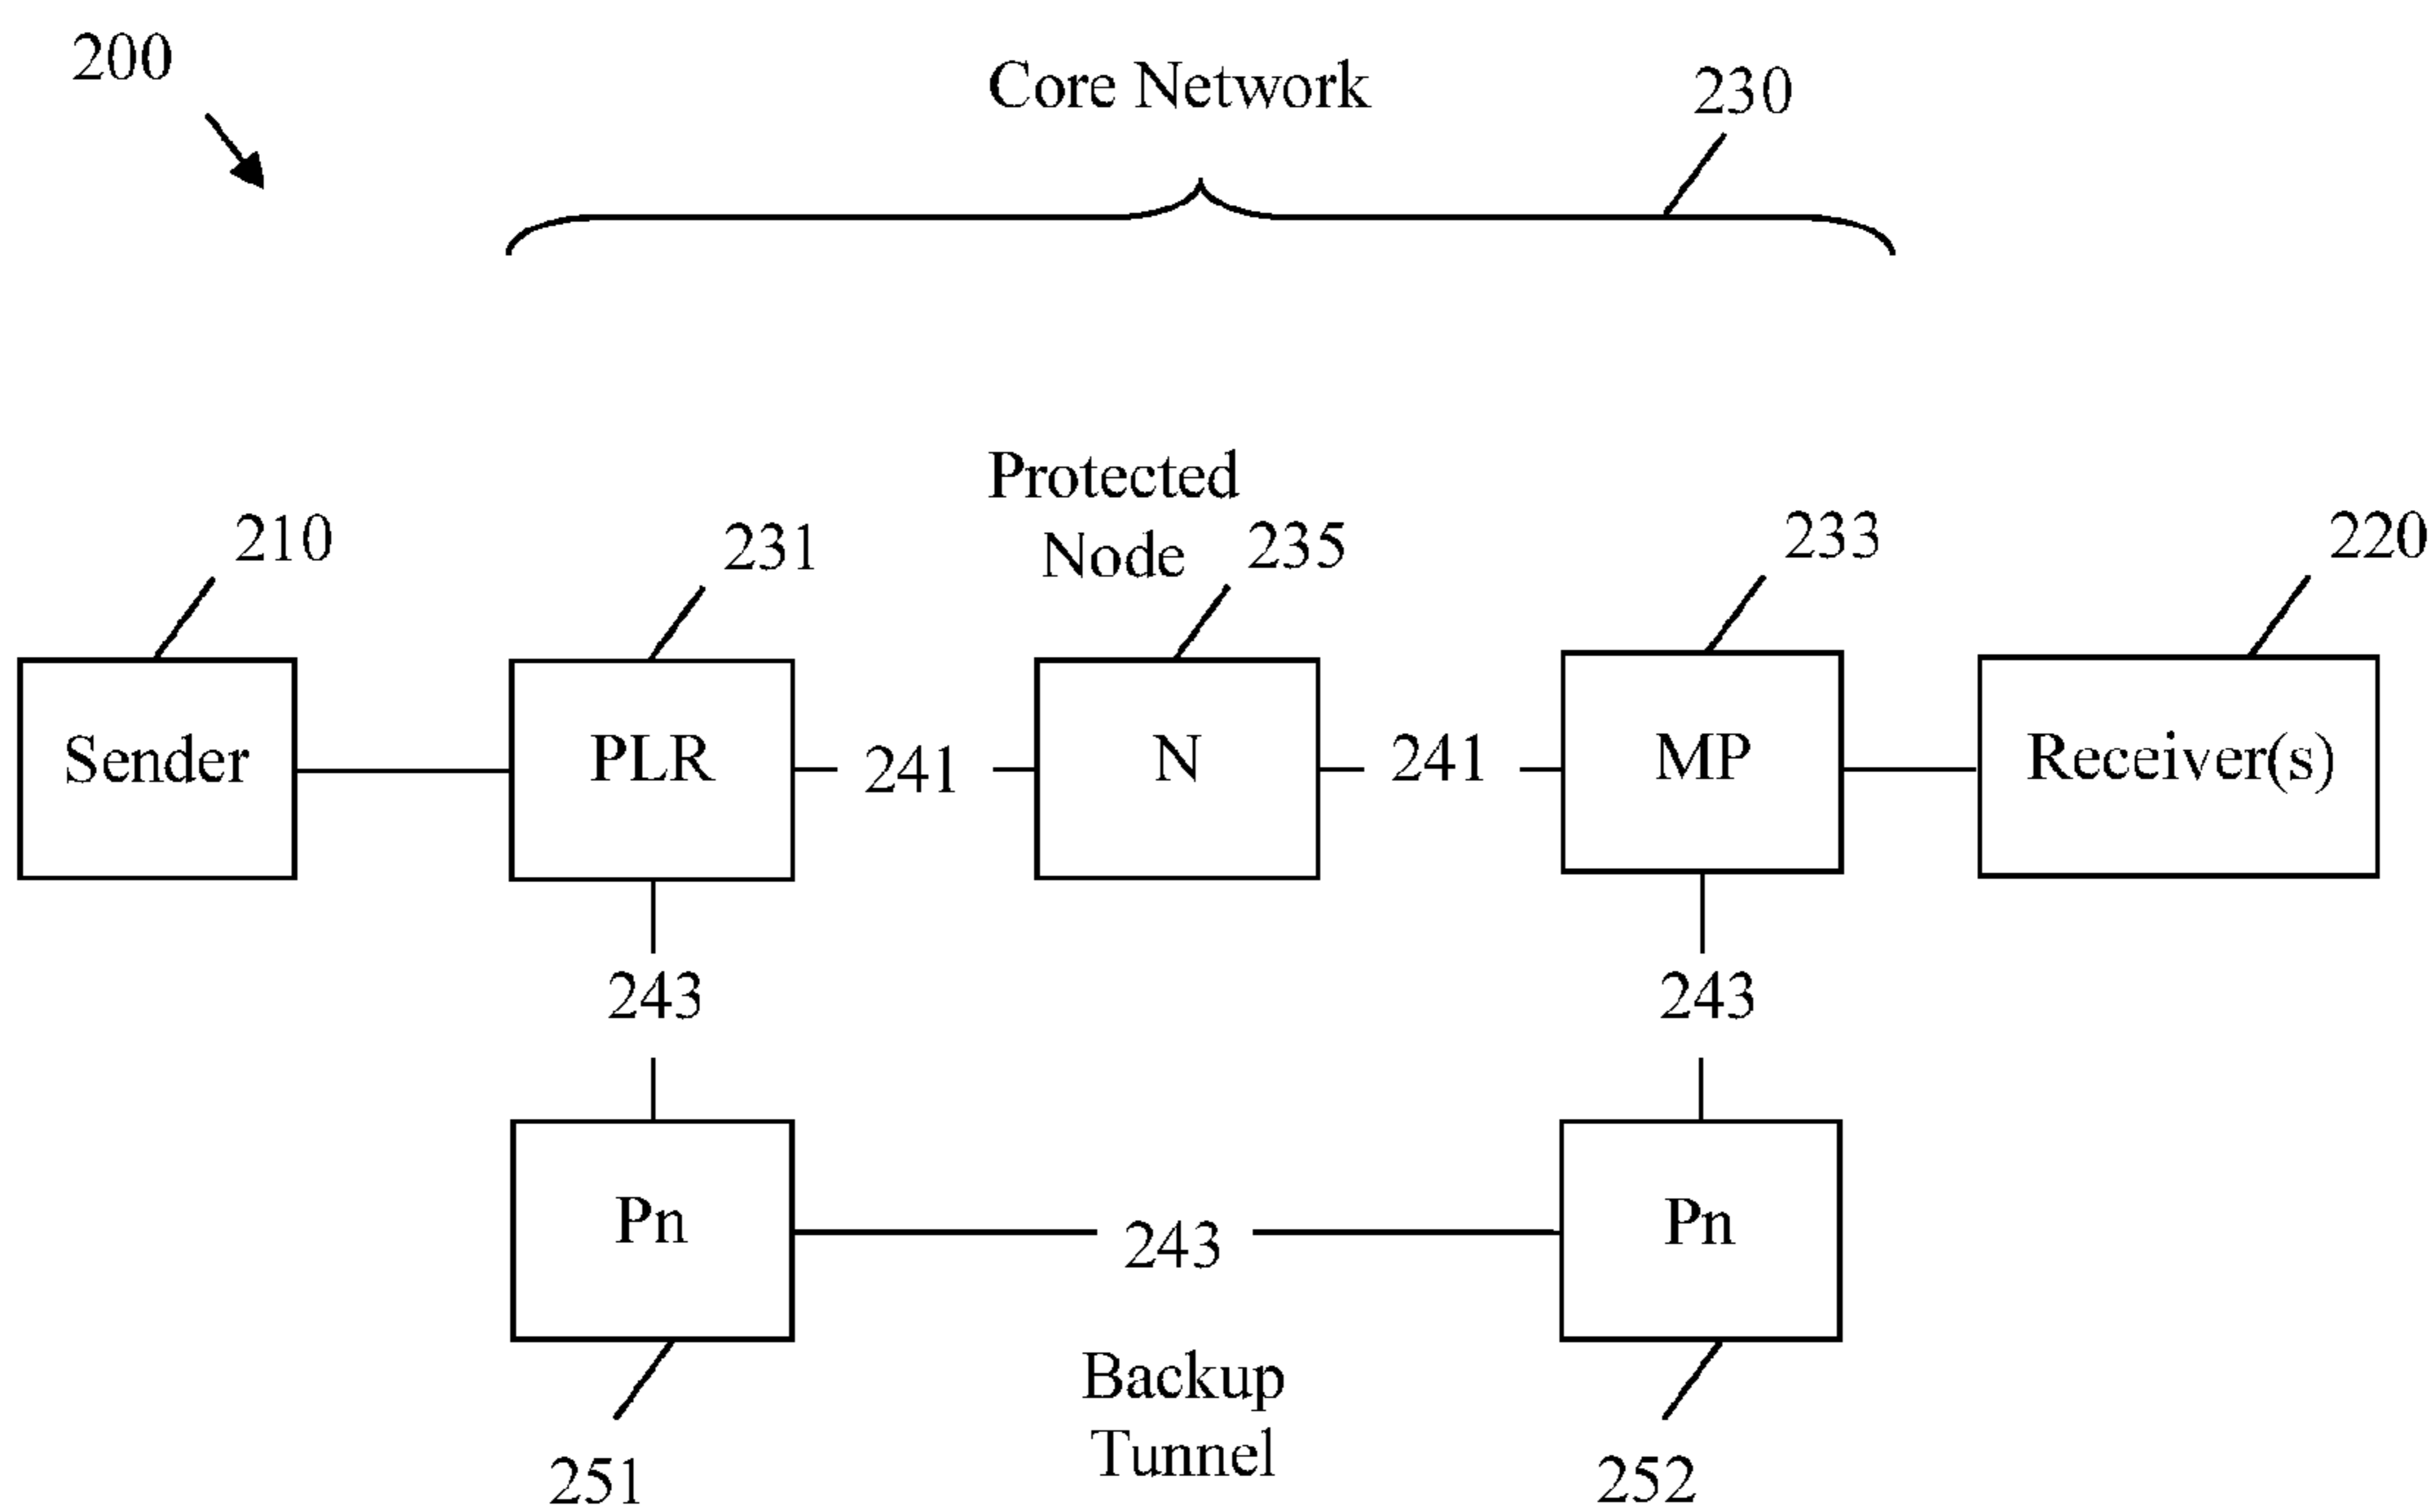 200
Core Network
230
Protected
Node
210
231
235
233
220
Sender
PLR
241
N
241
MP
Receiver(s)
243
243
Pn
243
Pn
Backup
Tunnel
251
252